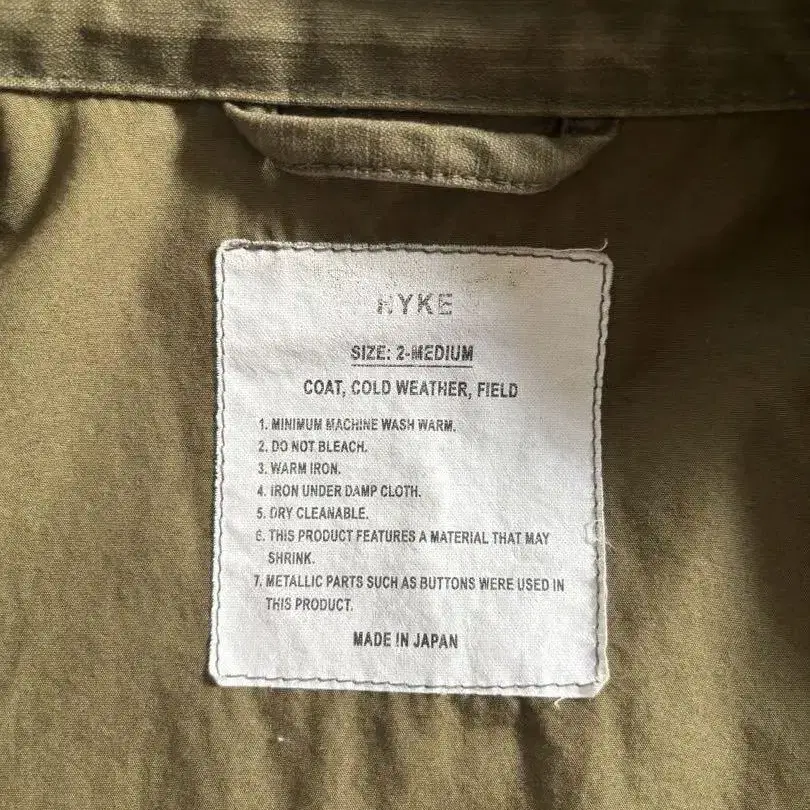 HYKE
SIZE: 2-MEDIUM
COAT, COLD WEATHER, FIELD
1. MINIMUM MACHINE WASH WARM.
2. DO NOT BLEACH.
3. WARM IRON.
4. IRON UNDER DAMP CLOTH.
5. DRY CLEANABLE.
6. THIS PRODUCT FEATURES A MATERIAL THAT MAY
SHRINK.
7. METALLIC PARTS SUCH AS BUTTONS WERE USED IN
THIS PRODUCT.
MADE IN JAPAN